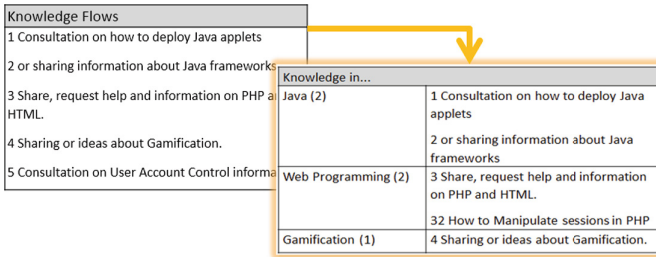 Knowledge Flows
1 Consultation on how to deploy Java applets
2 or sharing information about Java frameworks
3 Share, request help and information on PHP a
HTML.
4 Sharing or ideas about Gamification.
5 Consultation on User Account Control informa
Knowledge in...
Java (2)
1 Consultation on how to deploy Java
applets
2 or sharing information about Java
frameworks
Web Programming (2)
3 Share, request help and information
on PHP and HTML.
32 How to Manipulate sessions in PHP
Gamification (1)
4 Sharing or ideas about Gamification.